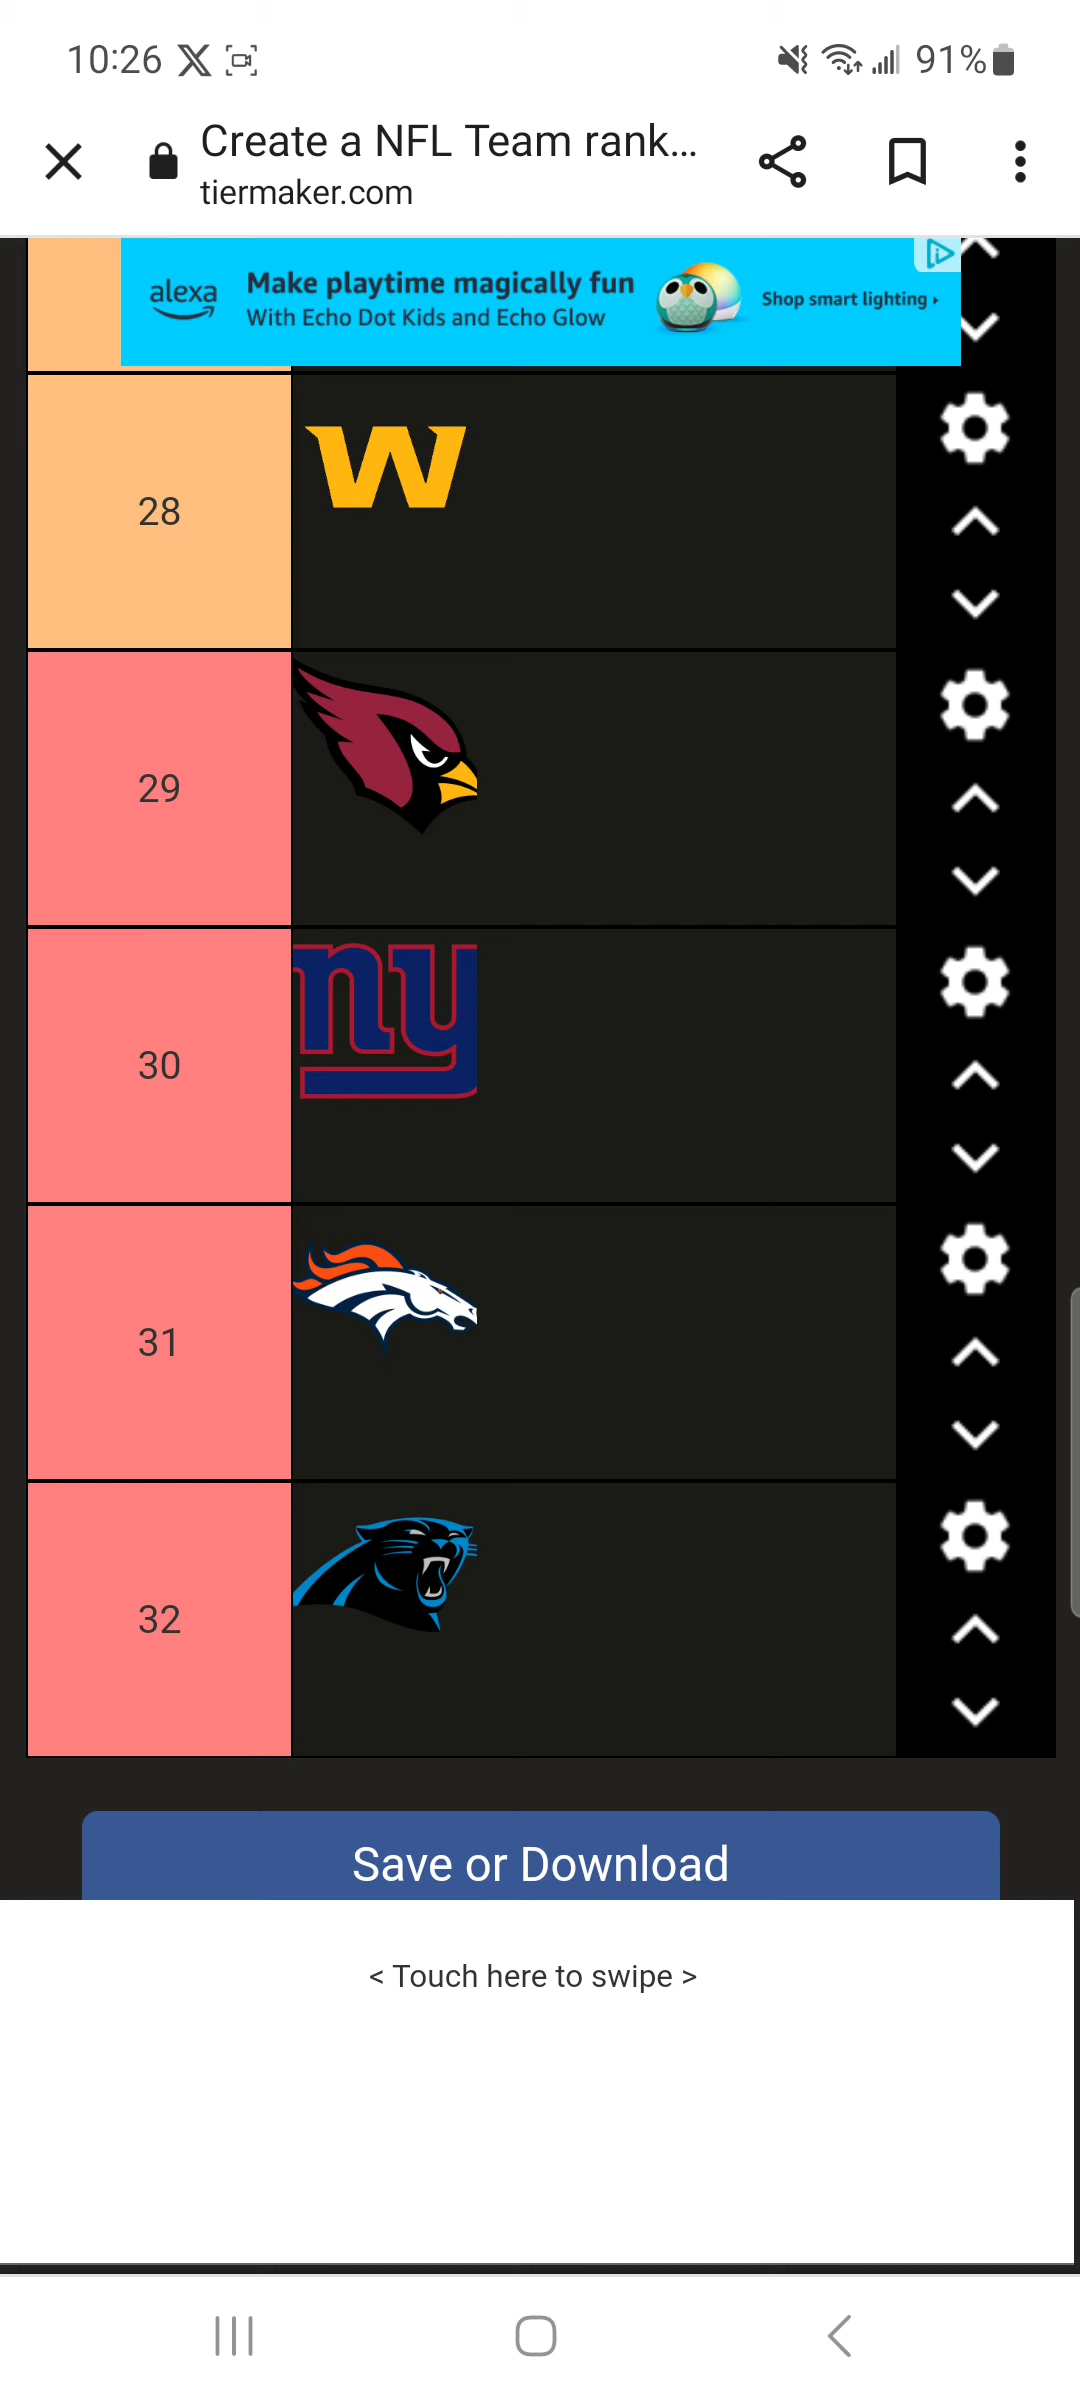 10:26
91%
Create a NFL Team rank...
tiermaker.com
alexa
Make playtime magically fun
With Echo Dot Kids and Echo Glow
Shop smart lighting ›
28
W
29
30
ny
31
32
Save or Download
< Touch here to swipe >